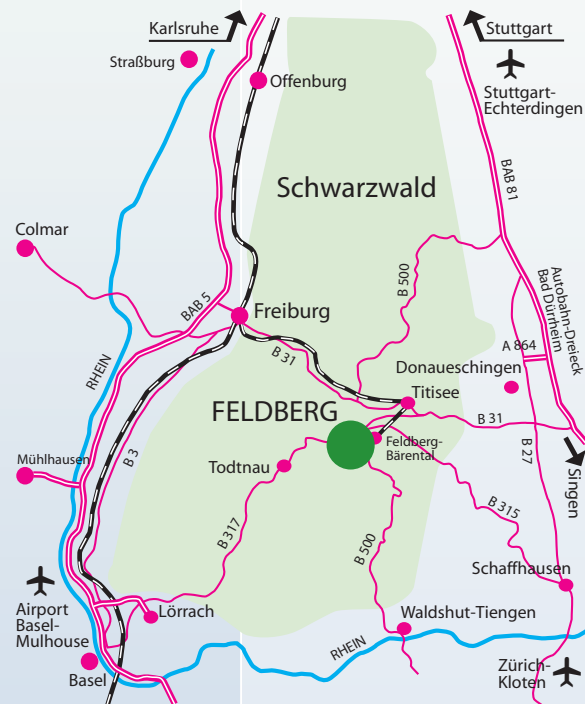 Karlsruhe
Stuttgart
Straßburg
Stuttgart-
Echterdingen
Offenburg
BAB 81
Schwarzwald
Colmar
B 500
Autobahn-Dreieck
Bad Dürrheim
BAB 5
Freiburg
RHEIN
B 31
A 864
Donaueschingen
Titisee
FELDBERG
B 31
Feldberg-
Bärental
B 3
B 27
Mühlhausen
Todtnau
Singen
B 315
B 317
B 500
Schaffhausen
Airport
Basel-
Mulhouse
Lörrach
Waldshut-Tiengen
RHEIN
Basel
Zürich-
Kloten